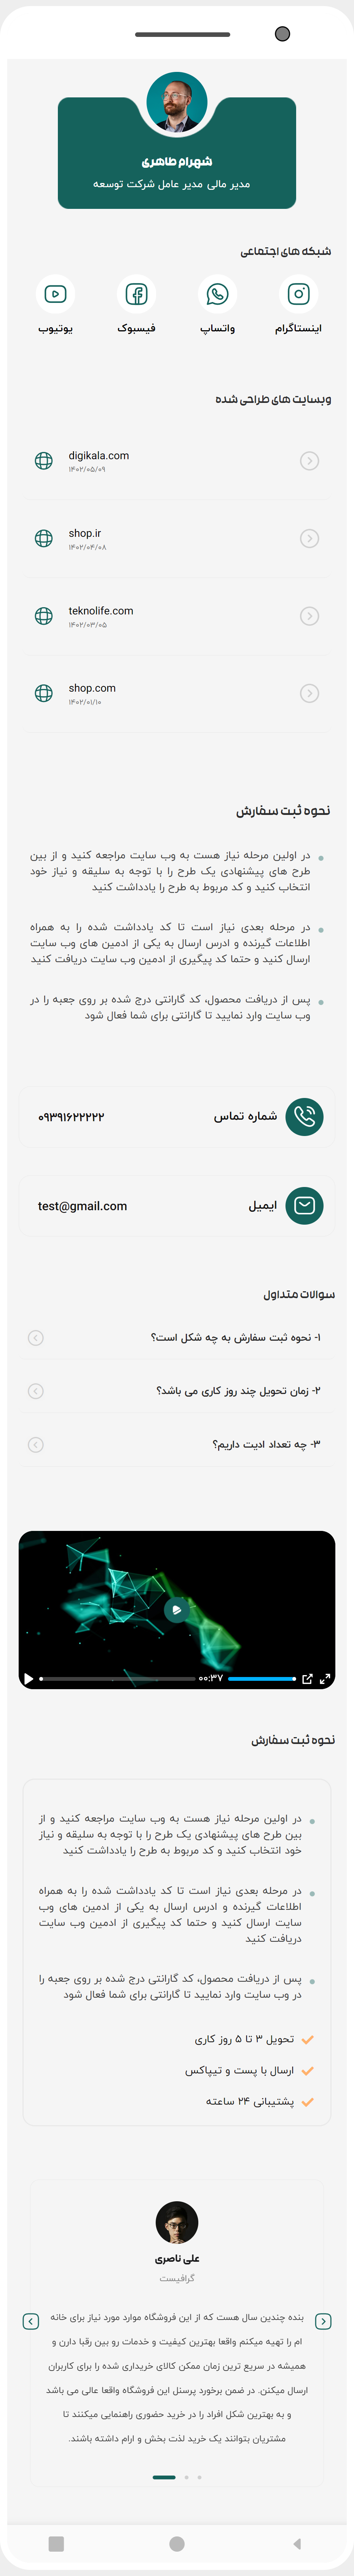 شهرام طاهری
مدیر مالی مدیر عامل شرکت توسعه
شبکه های اجتماعی
اینستاگرام
واتساپ
فیسبوک
یوتیوب
وبسایت های طراحی شده
digikala.com
۱۴۰۲/۰۵/۰۹
shop.ir
۱۴۰۲/۰۴/۰۸
teknolife.com
۱۴۰۲/۰۳/۰۵
shop.com
۱۴۰۲/۰۱/۱۰
نحوه ثبت سفارش
در اولین مرحله نیاز هست به وب سایت مراجعه کنید و از بین
طرح های پیشنهادی یک طرح را با توجه به سلیقه و نیاز خود
انتخاب کنید و کد مربوط به طرح را یادداشت کنید
در مرحله بعدی نیاز است تا کد یادداشت شده را به همراه
اطلاعات گیرنده و ادرس ارسال به یکی از ادمین های وب سایت
ارسال کنید و حتما کد پیگیری از ادمین وب سایت دریافت کنید
پس از دریافت محصول، کد گارانتی درج شده بر روی جعبه را در
وب سایت وارد نمایید تا گارانتی برای شما فعال شود
شماره تماس
۰۹۳۹۱۶۲۲۲۲۲
ایمیل
test@gmail.com
سوالات متداول
۱- نحوه ثبت سفارش به چه شکل است؟
۲- زمان تحویل چند روز کاری می باشد؟
۳- چه تعداد ادیت داریم؟
۰۰:۳۷
نحوه ثبت سفارش
در اولین مرحله نیاز هست به وب سایت مراجعه کنید و از
بین طرح های پیشنهادی یک طرح را با توجه به سلیقه و نیاز
خود انتخاب کنید و کد مربوط به طرح را یادداشت کنید
در مرحله بعدی نیاز است تا کد یادداشت شده را به همراه
اطلاعات گیرنده و ادرس ارسال به یکی از ادمین های وب
سایت ارسال کنید و حتما کد پیگیری از ادمین وب سایت
دریافت کنید
پس از دریافت محصول، کد گارانتی درج شده بر روی جعبه را
در وب سایت وارد نمایید تا گارانتی برای شما فعال شود
تحویل ۳ تا ۵ روز کاری
ارسال با پست و تیپاکس
پشتیبانی ۲۴ ساعته
علی ناصری
گرافیست
بنده چندین سال هست که از این فروشگاه موارد مورد نیاز برای خانه
ام را تهیه میکنم واقعا بهترین کیفیت و خدمات رو بین رقبا دارن و
همیشه در سریع ترین زمان ممکن کالای خریداری شده را برای کاربران
ارسال میکنن. در ضمن برخورد پرسنل این فروشگاه واقعا عالی می باشد
و به بهترین شکل افراد را در خرید حضوری راهنمایی میکنند تا
مشتریان بتوانند یک خرید لذت بخش و ارام داشته باشند.